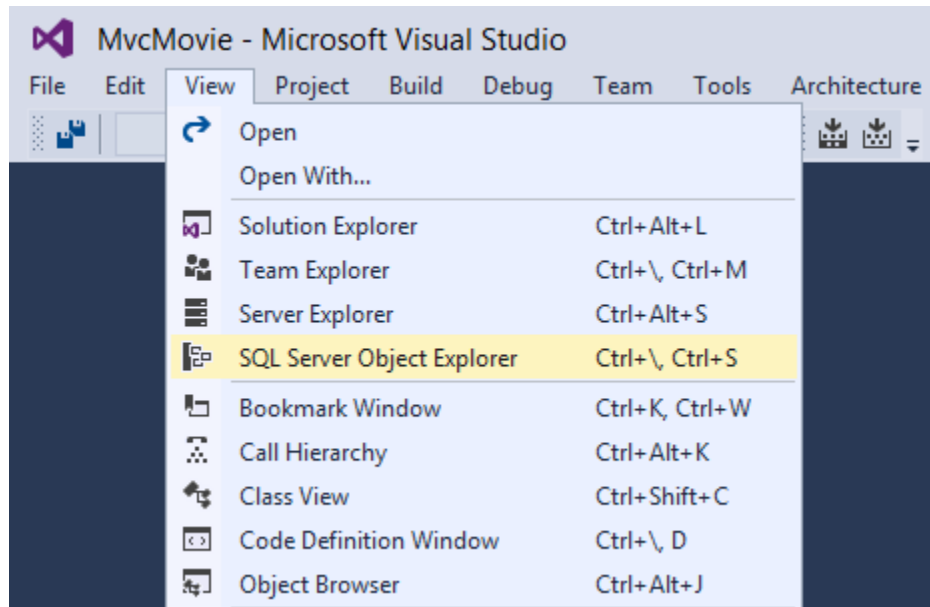 MvcMovie - Microsoft Visual Studio
File Edit View Project Build Debug Team Tools Architecture
Open
Open With...
Solution Explorer Ctrl+Alt+L
Team Explorer Ctrl+\, Ctrl+M
Server Explorer Ctrl+Alt+S
SQL Server Object Explorer Ctrl+\, Ctrl+S
Bookmark Window Ctrl+K, Ctrl+W
Call Hierarchy Ctrl+Alt+K
Class View Ctrl+Shift+C
Code Definition Window Ctrl+\, D
Object Browser Ctrl+Alt+J